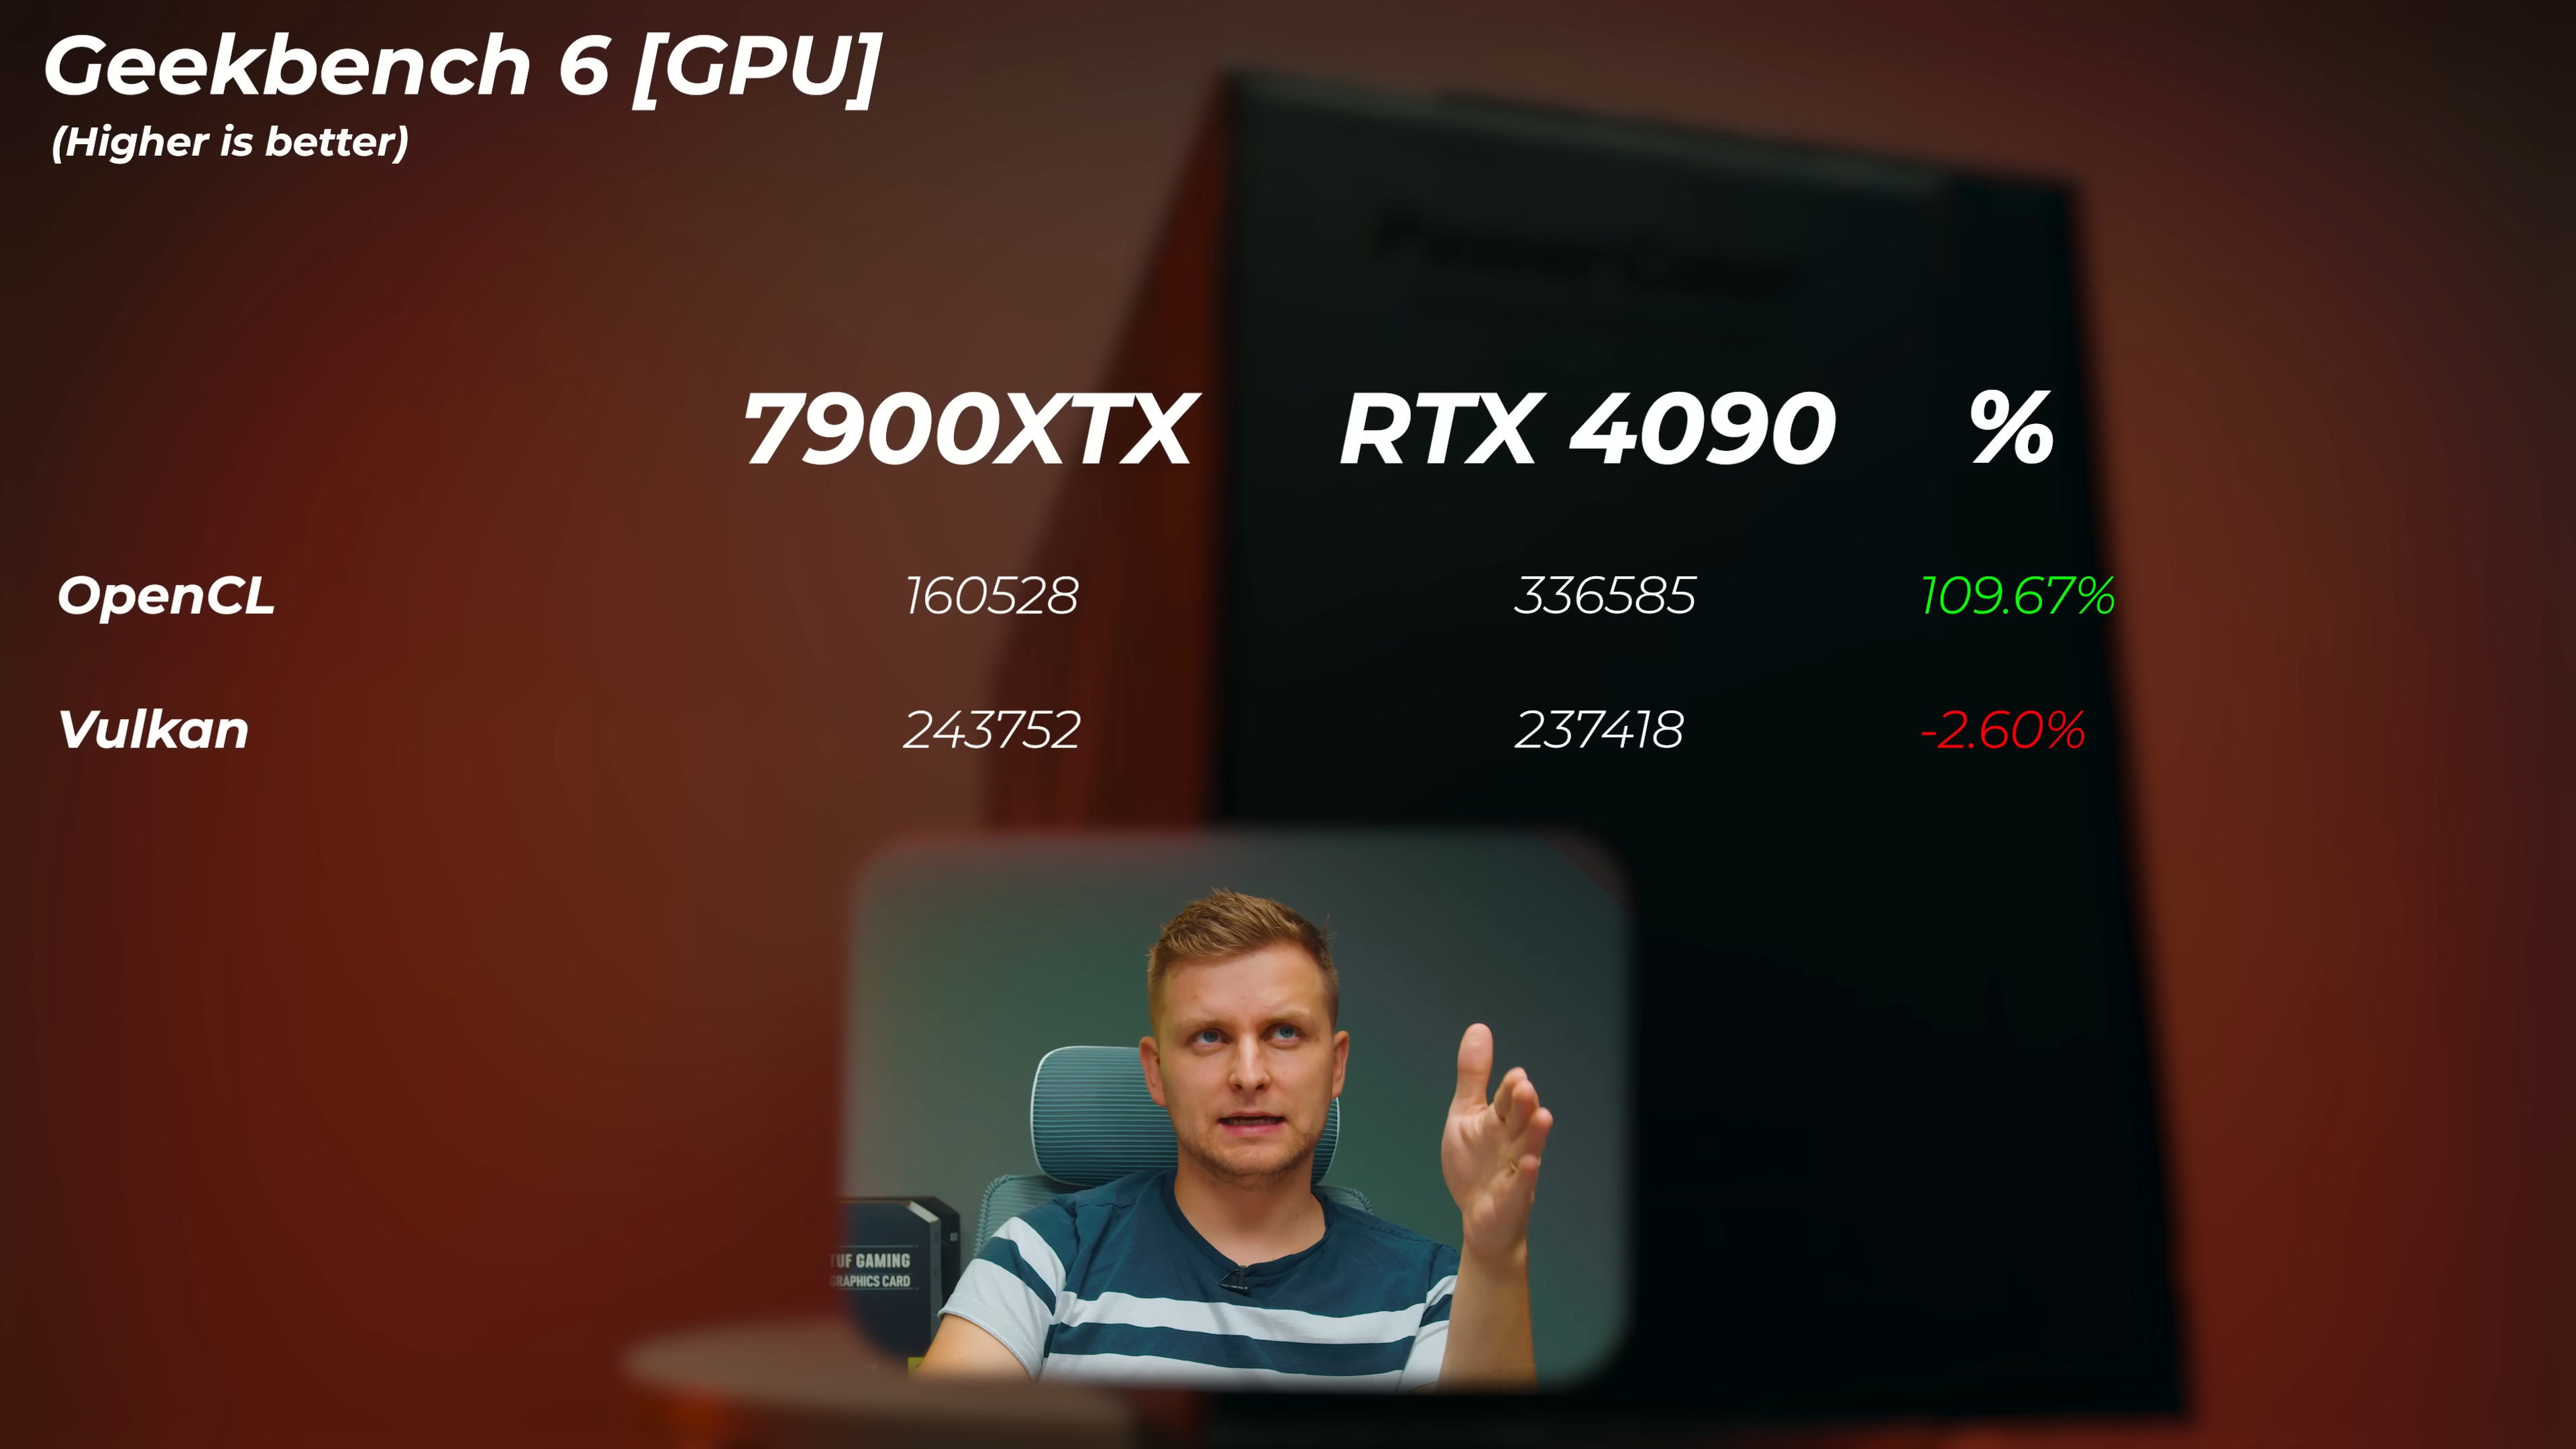 Geekbench 6 [GPU]
(Higher is better)
7900XTX RTX 4090 %
OpenCL 160528 336585 109.67%
Vulkan 243752 237418 -2.60%
TUF GAMING
GRAPHICS CARD